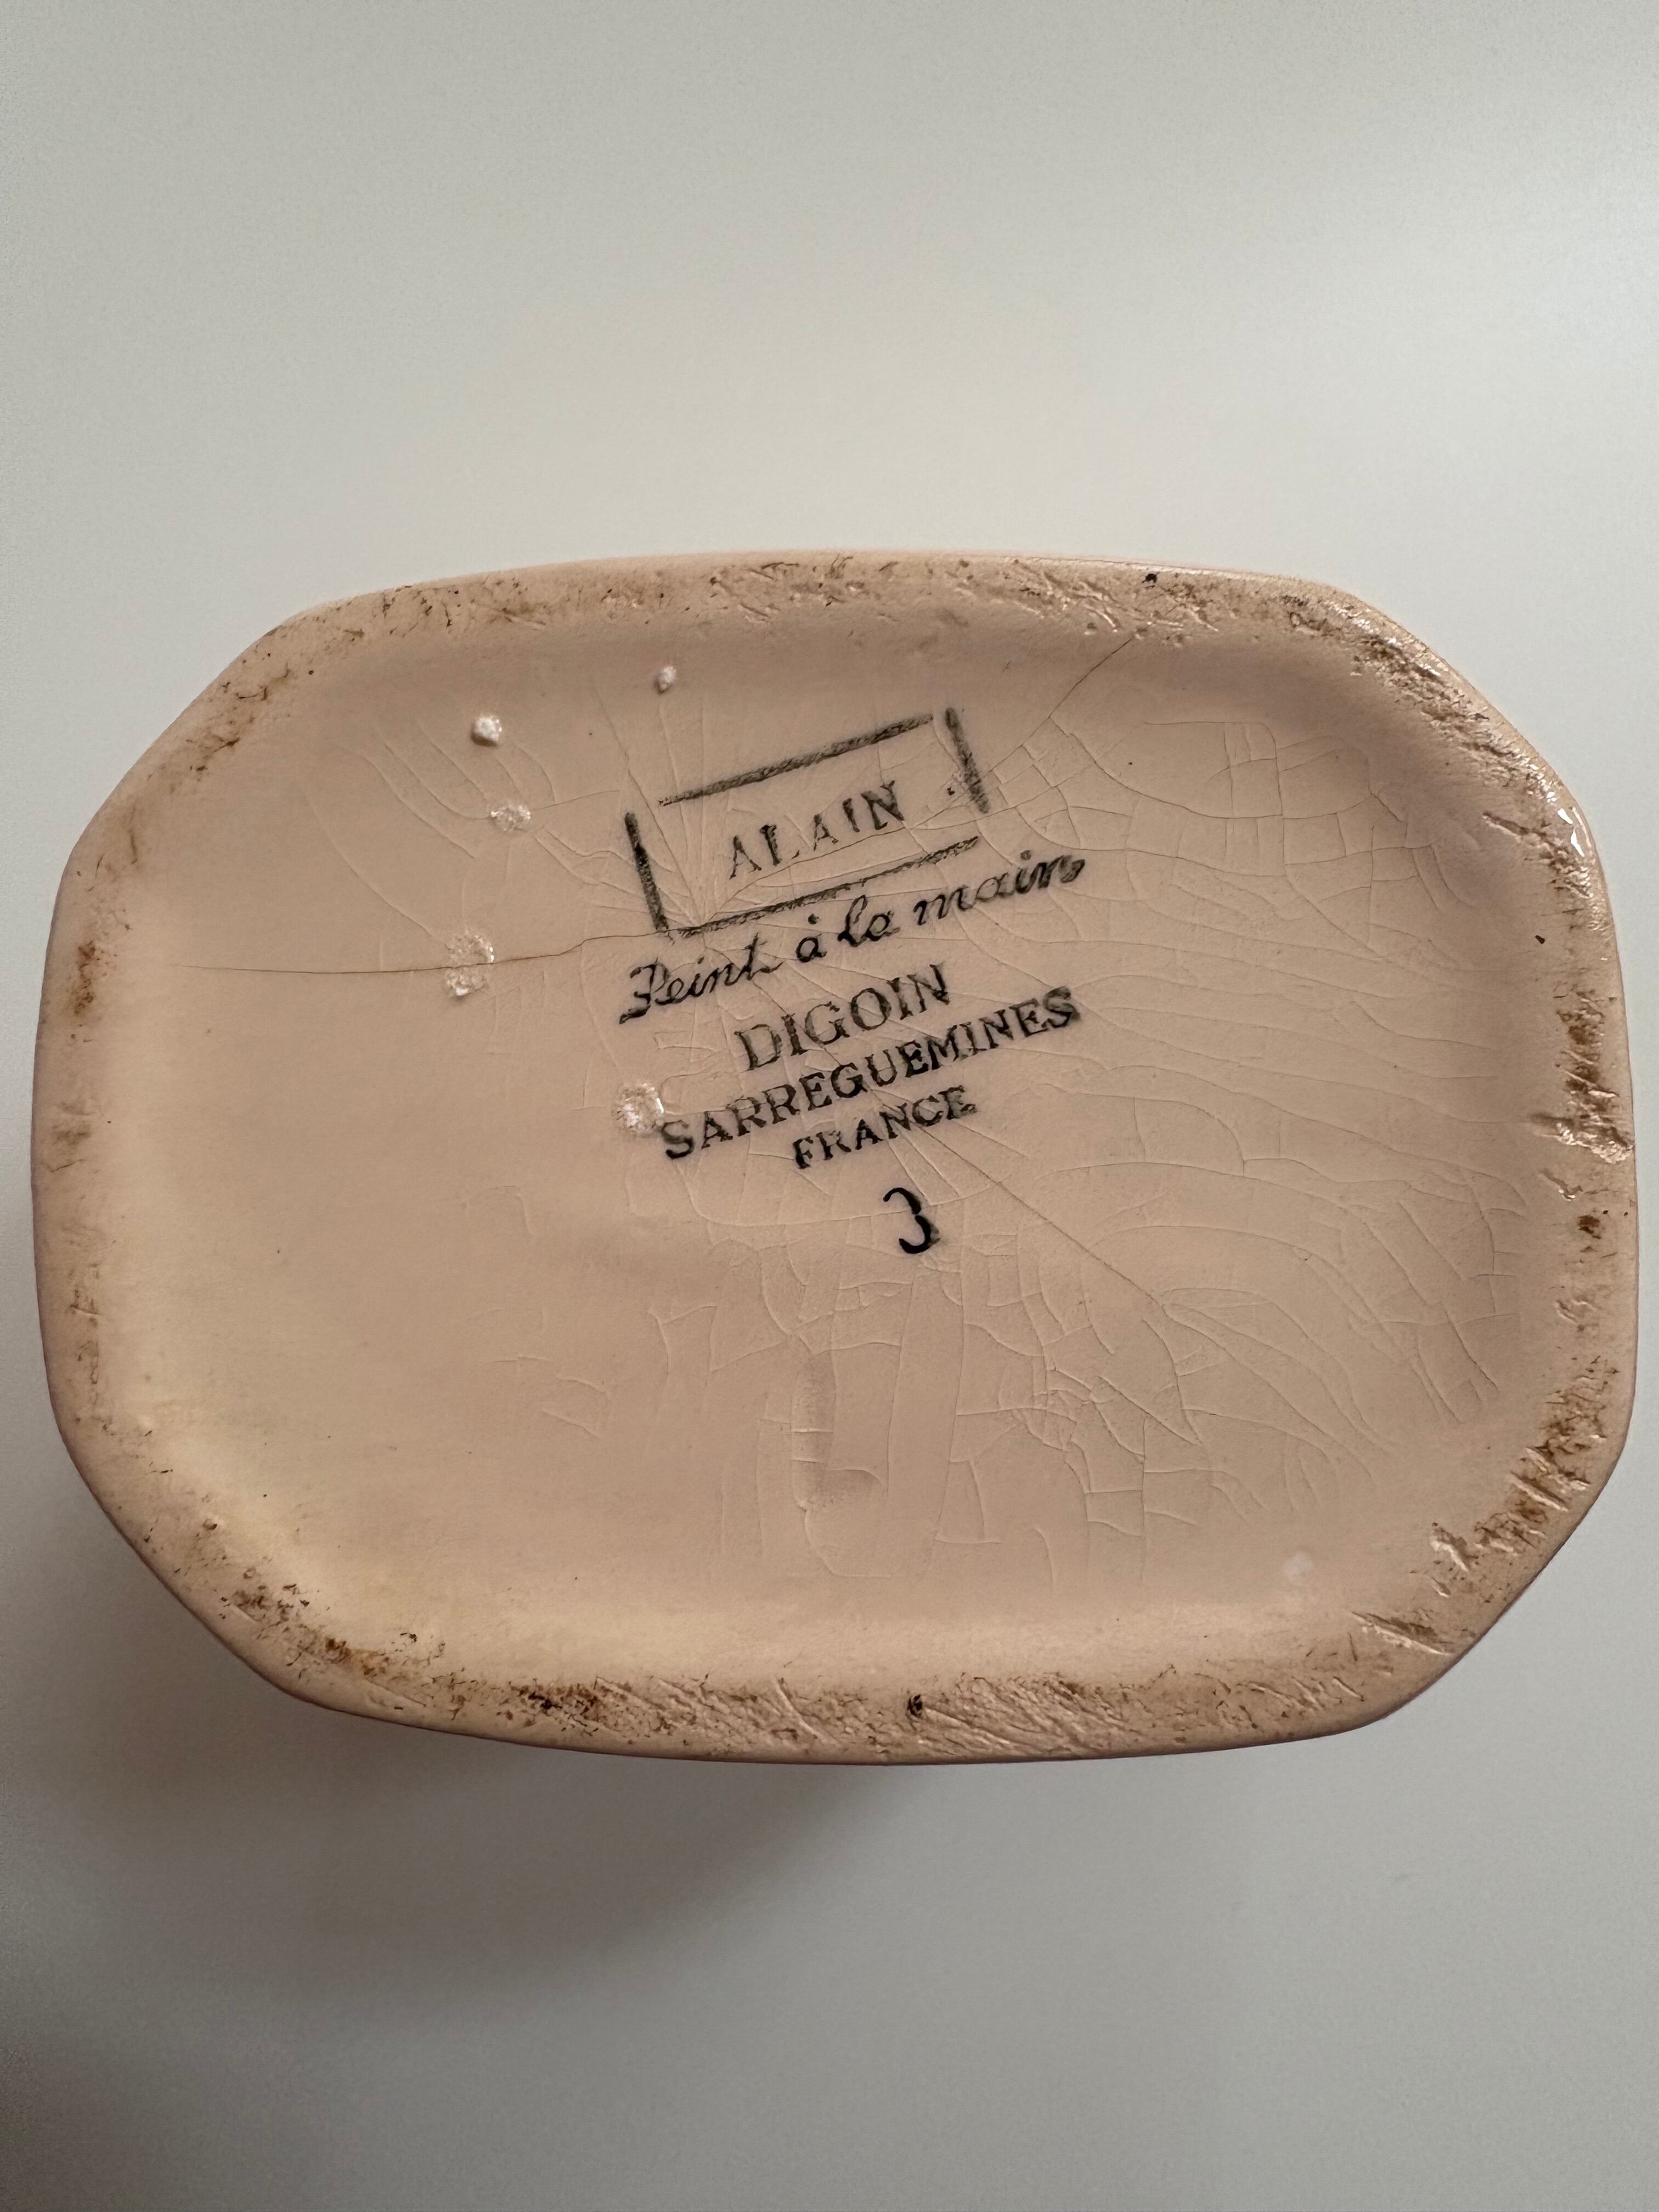 ALAIN
Peint à la main
DIGOIN
SARREGUEMINES
FRANCE
3